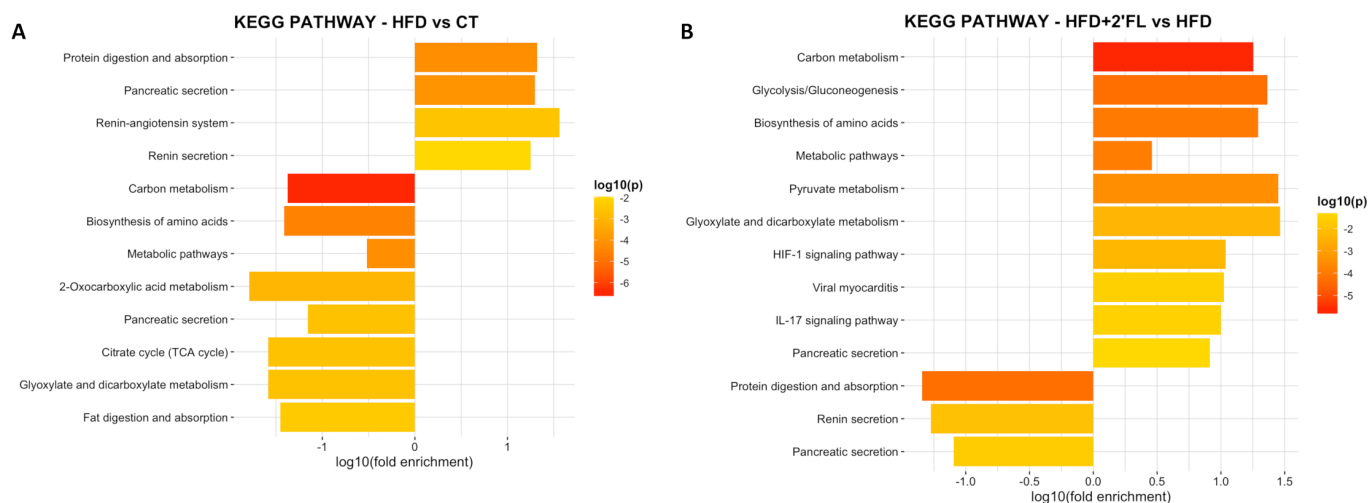 A
KEGG PATHWAY - HFD vs CT
Protein digestion and absorption
Pancreatic secretion
Renin-angiotensin system
Renin secretion
Carbon metabolism
Biosynthesis of amino acids
Metabolic pathways
2-Oxocarboxylic acid metabolism
Pancreatic secretion
Citrate cycle (TCA cycle)
Glyoxylate and dicarboxylate metabolism
Fat digestion and absorption
-1 0 1
log10(fold enrichment)
log10(p)
-2
-3
-4
-5
-6
B
KEGG PATHWAY - HFD+2'FL vs HFD
Carbon metabolism
Glycolysis/Gluconeogenesis
Biosynthesis of amino acids
Metabolic pathways
Pyruvate metabolism
Glyoxylate and dicarboxylate metabolism
HIF-1 signaling pathway
Viral myocarditis
IL-17 signaling pathway
Pancreatic secretion
Protein digestion and absorption
Renin secretion
Pancreatic secretion
-1.0 -0.5 0.0 0.5 1.0 1.5
log10(fold enrichment)
log10(p)
-2
-3
-4
-5